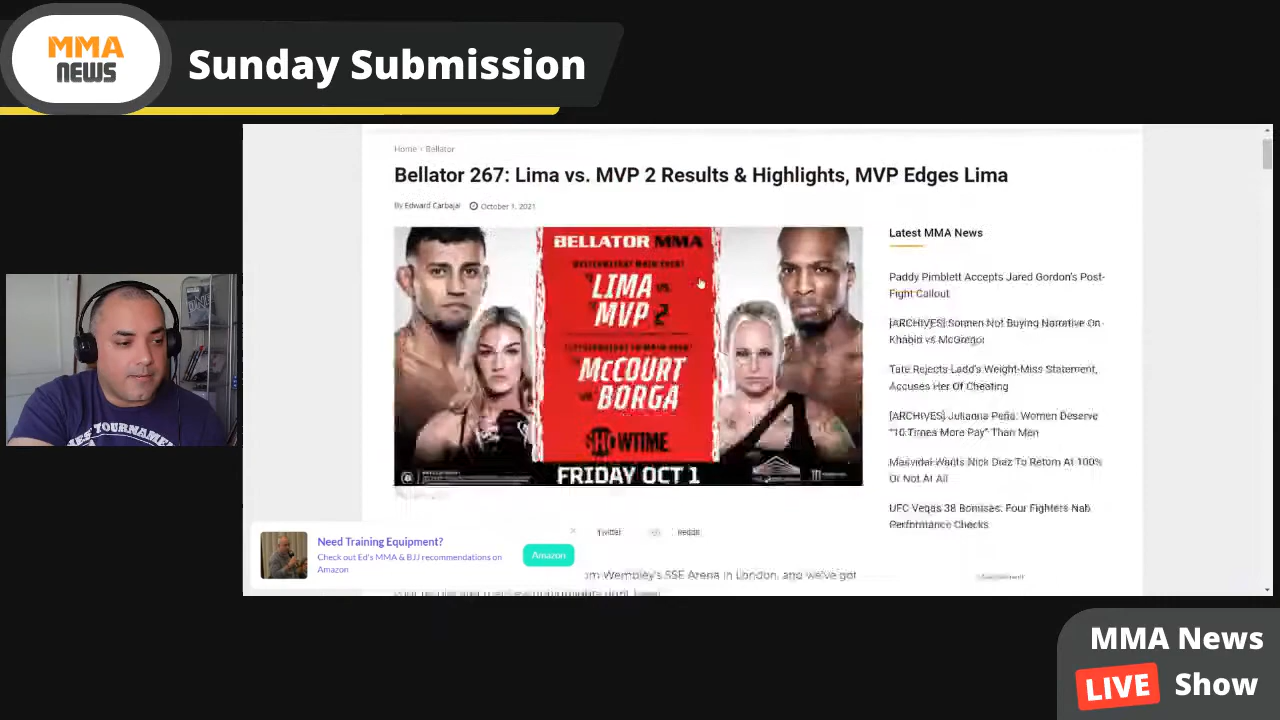 MMA
NEWS
Sunday Submission
Home › Bellator
Bellator 267: Lima vs. MVP 2 Results & Highlights, MVP Edges Lima
By Edward Carbajal October 1, 2021
BELLATOR MMA
LIMA VS.
MVP 2
McCOURT
VS. BORGA
SHOWTIME
FRIDAY OCT 1
Latest MMA News
Paddy Pimblett Accepts Jared Gordon's Post-
Fight Callout
[ARCHIVES] Sonnen Not Buying Narrative On
Khabib vs McGregor
Tate Rejects Ladd's Weight-Miss Statement,
Accuses Her Of Cheating
[ARCHIVES] Julianna Peña: Women Deserve
"10 Times More Pay" Than Men
Masvidal Wants Nick Diaz To Return At 100%
Or Not At All
UFC Vegas 38 Bonuses: Four Fighters Nab
Performance Checks
Need Training Equipment?
Check out Ed's MMA & BJJ recommendations on
Amazon
Amazon
Twitter Reddit
om Wembley's SSE Arena in London, and we've got
MMA News
LIVE Show